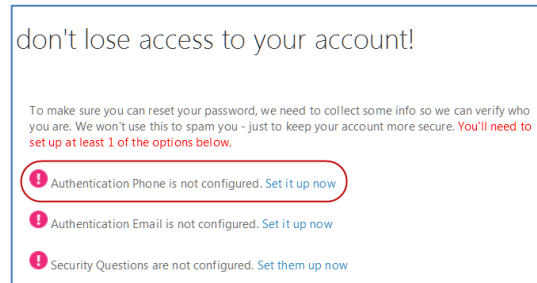 don't lose access to your account!
To make sure you can reset your password, we need to collect some info so we can verify who
you are. We won't use this to spam you - just to keep your account more secure. You'll need to
set up at least 1 of the options below.
! Authentication Phone is not configured. Set it up now
! Authentication Email is not configured. Set it up now
! Security Questions are not configured. Set them up now